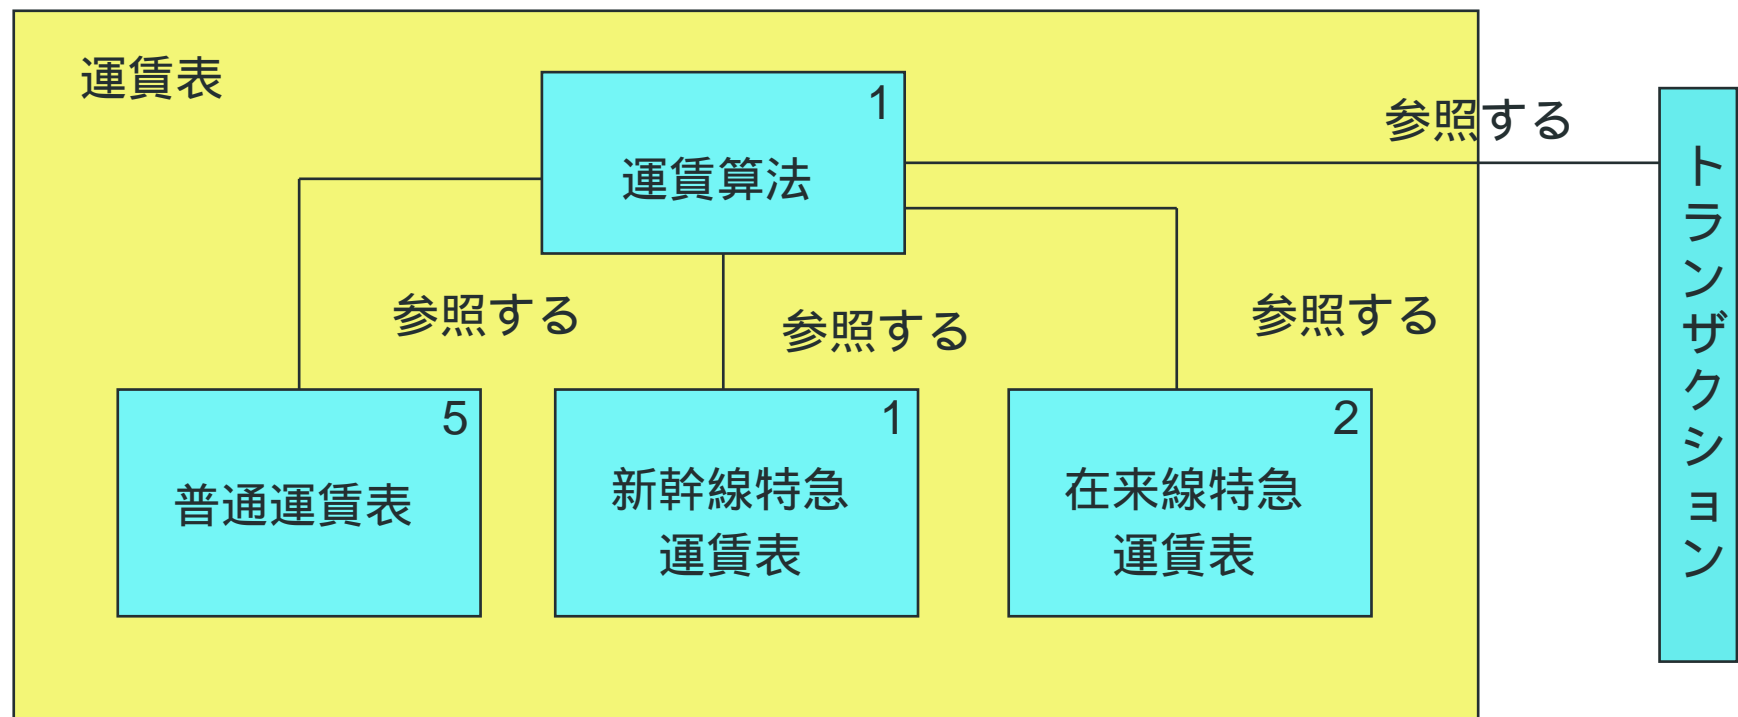 運賃表
1
運賃算法
参照する
トランザクション
参照する
参照する
参照する
5
普通運賃表
1
新幹線特急
運賃表
2
在来線特急
運賃表